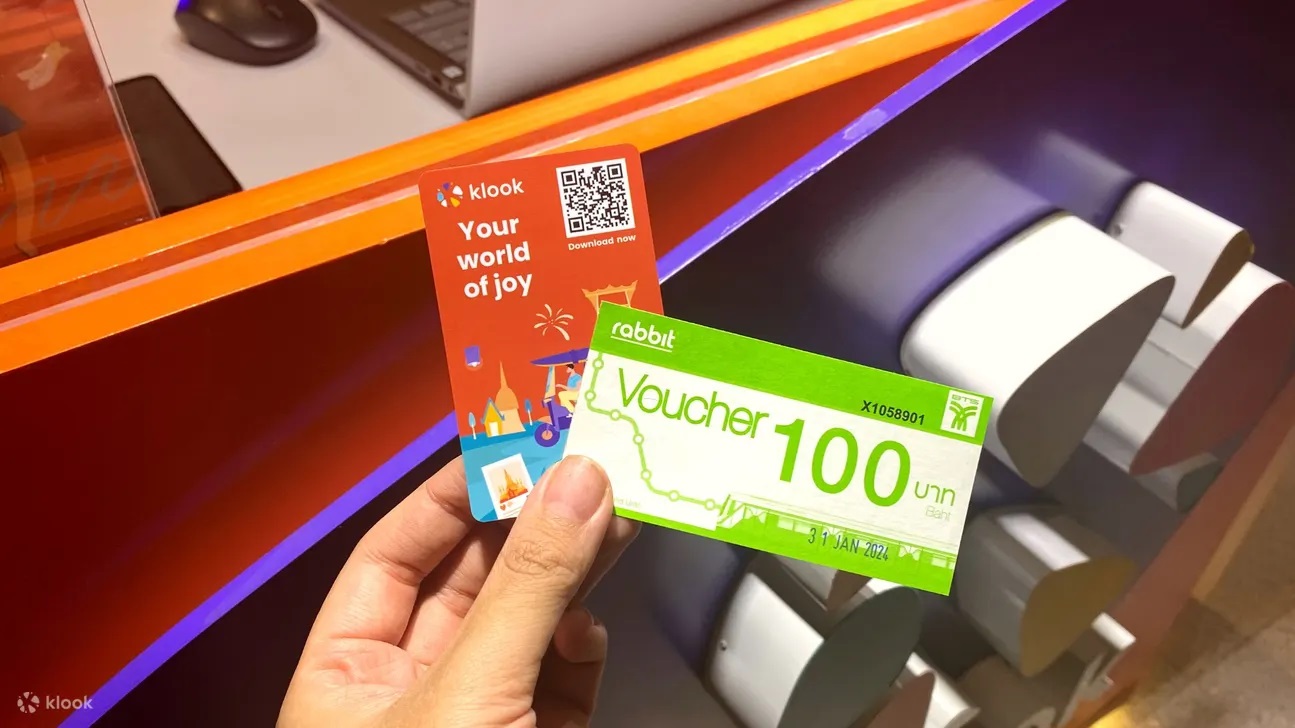 klook
Your
world
of joy
Download now
rabbit
Voucher 100
X1058901
BTS
บาท
Baht
31 JAN 2024
klook